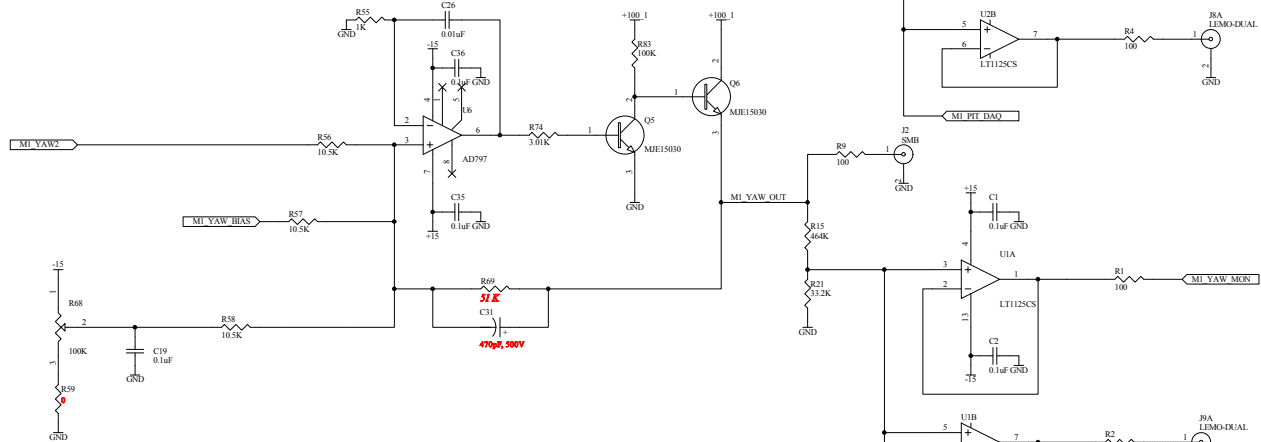 R55
1K
GND
C26
0.01uF
-15
C36
0.1uF GND
4
1
5
U6
2
3
6
7
8
AD797
C35
0.1uF GND
+15
M1_YAW2
R56
10.5K
M1_YAW_BIAS
R57
10.5K
R74
3.01K
+100_1
R83
100K
2
1
Q5
MJE15030
3
GND
+100_1
2
1
Q6
MJE15030
3
M1_YAW_OUT
R69
51 K
C31
+
470pF, 500V
-15
1
R68
2
100K
3
R59
0
GND
C19
0.1uF
GND
R58
10.5K
R9
100
J2
SMB
1
2
GND
R15
464K
R21
33.2K
GND
U2B
5
6
7
LT1125CS
R4
100
J8A
LEMO-DUAL
1
2
GND
M1_PIT_DAQ
+15
C1
0.1uF GND
4
U1A
3
2
1
LT1125CS
13
C2
0.1uF GND
-15
R1
100
M1_YAW_MON
U1B
5
7
R2
1
J9A
LEMO-DUAL